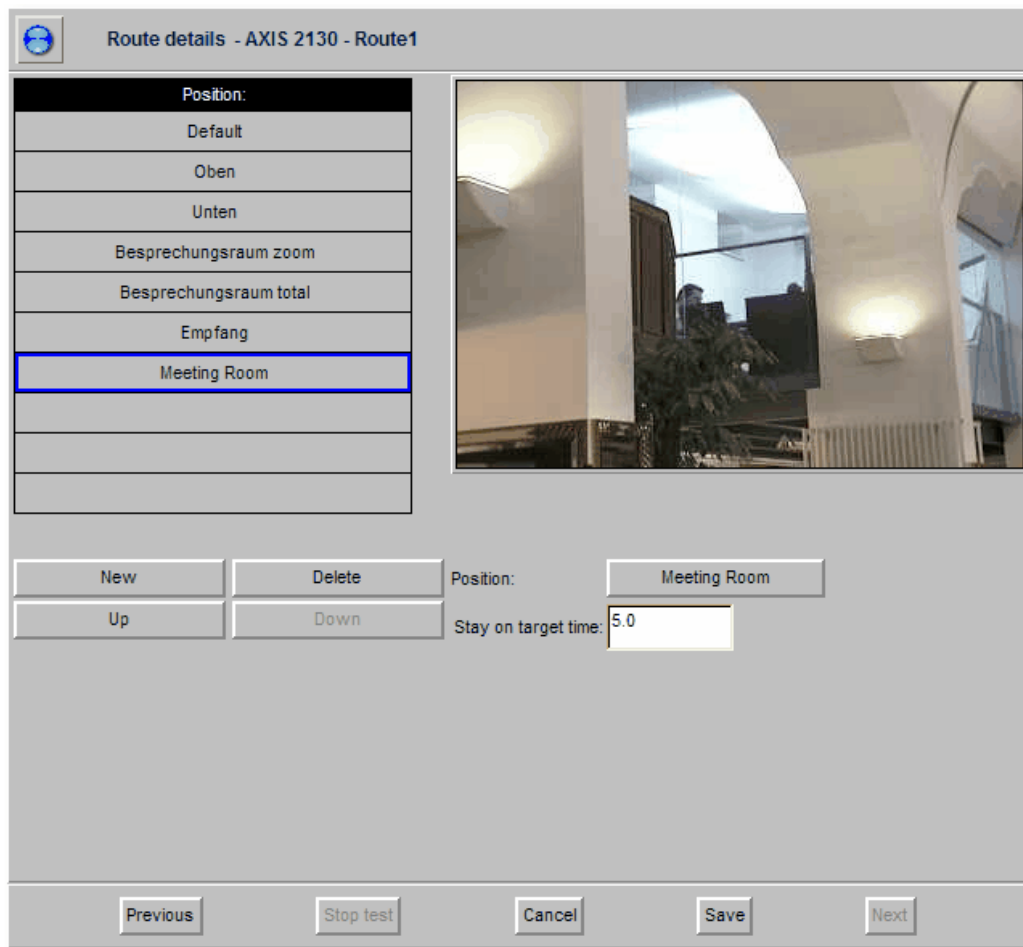 Route details - AXIS 2130 - Route1
Position:
Default
Oben
Unten
Besprechungsraum zoom
Besprechungsraum total
Empfang
Meeting Room
New
Delete
Position:
Meeting Room
Up
Down
Stay on target time:
5.0
Previous
Stop test
Cancel
Save
Next